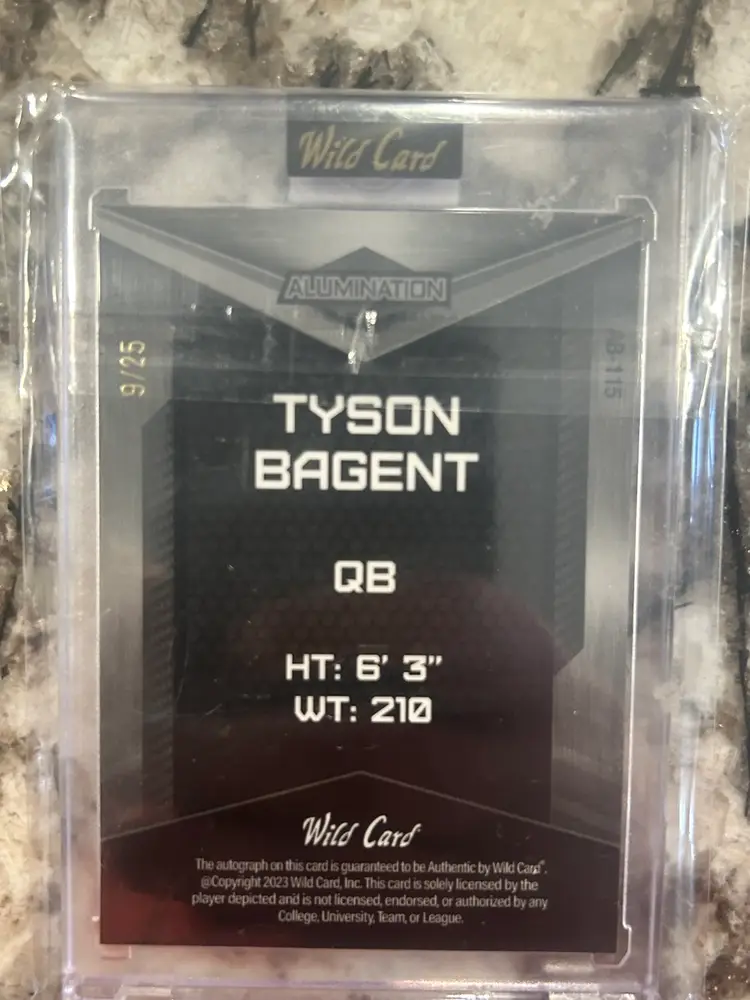 Wild Card
ALUMINATION
9/25
AB-115
TYSON
BAGENT
QB
HT: 6' 3"
WT: 210
Wild Card
The autograph on this card is guaranteed to be Authentic by Wild Card®.
@Copyright 2023 Wild Card, Inc. This card is solely licensed by the
player depicted and is not licensed, endorsed, or authorized by any
College, University, Team, or League.